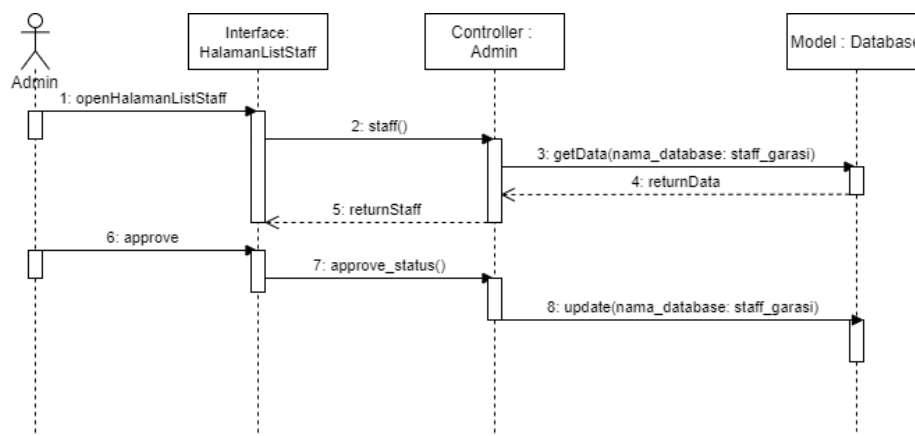 Interface:
HalamanListStaff
Controller :
Admin
Model : Database
Admin
1: openHalamanListStaff
2: staff()
3: getData(nama_database: staff_garasi)
4: returnData
5: returnStaff
6: approve
7: approve_status()
8: update(nama_database: staff_garasi)